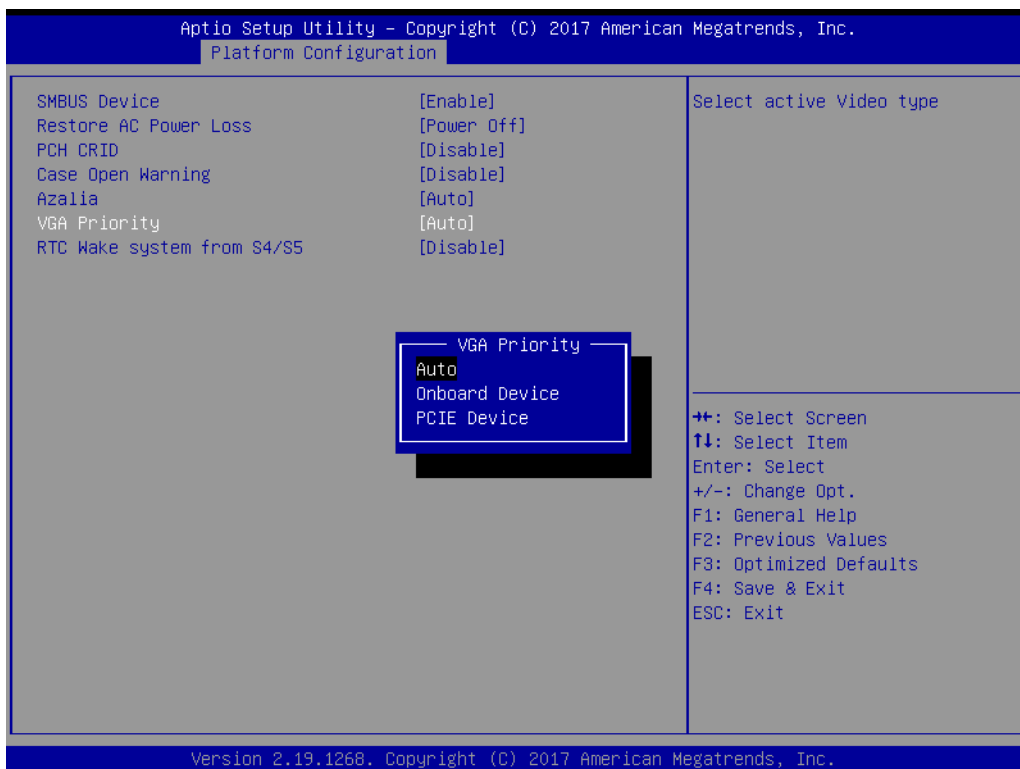 Aptio Setup Utility – Copyright (C) 2017 American Megatrends, Inc.
Platform Configuration
SMBUS Device [Enable]
Restore AC Power Loss [Power Off]
PCH CRID [Disable]
Case Open Warning [Disable]
Azalia [Auto]
VGA Priority [Auto]
RTC Wake system from S4/S5 [Disable]
VGA Priority
Auto
Onboard Device
PCIE Device
Select active Video type
→←: Select Screen
↑↓: Select Item
Enter: Select
+/-: Change Opt.
F1: General Help
F2: Previous Values
F3: Optimized Defaults
F4: Save & Exit
ESC: Exit
Version 2.19.1268. Copyright (C) 2017 American Megatrends, Inc.